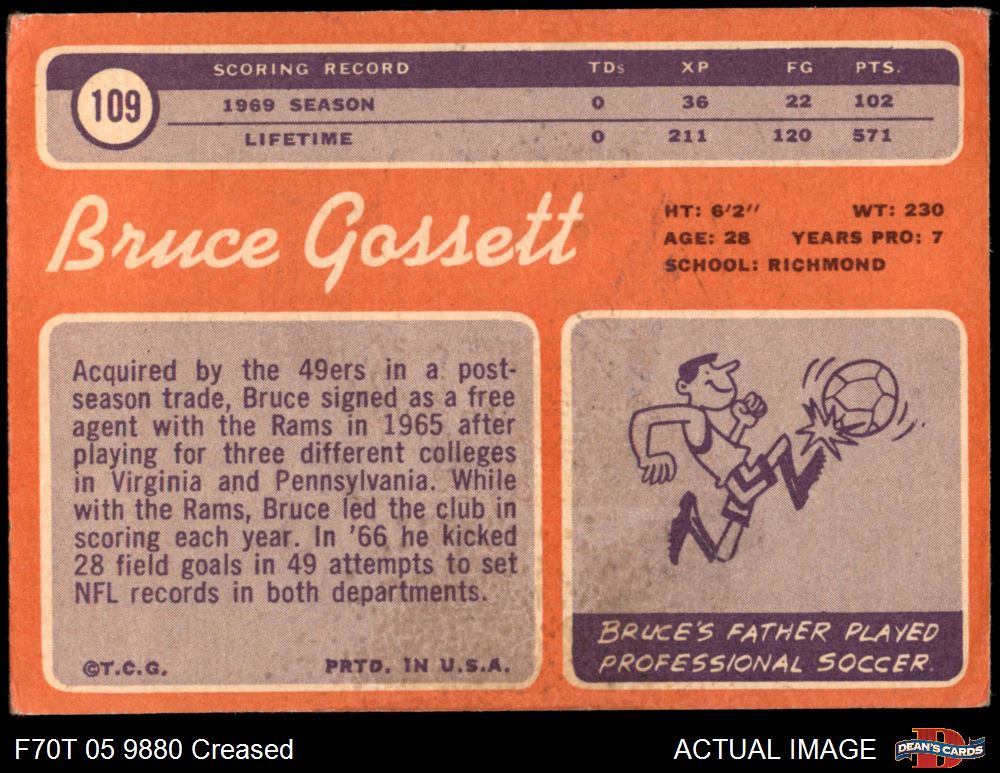 109
SCORING RECORD TDs XP FG PTS.
1969 SEASON 0 36 22 102
LIFETIME 0 211 120 571
Bruce Gossett
HT: 6'2" WT: 230
AGE: 28 YEARS PRO: 7
SCHOOL: RICHMOND
Acquired by the 49ers in a post-
season trade, Bruce signed as a free
agent with the Rams in 1965 after
playing for three different colleges
in Virginia and Pennsylvania. While
with the Rams, Bruce led the club in
scoring each year. In '66 he kicked
28 field goals in 49 attempts to set
NFL records in both departments.
©T.C.G. PRTD. IN U.S.A.
BRUCE'S FATHER PLAYED
PROFESSIONAL SOCCER.
F70T 05 9880 Creased
ACTUAL IMAGE
D
DEAN'S CARDS